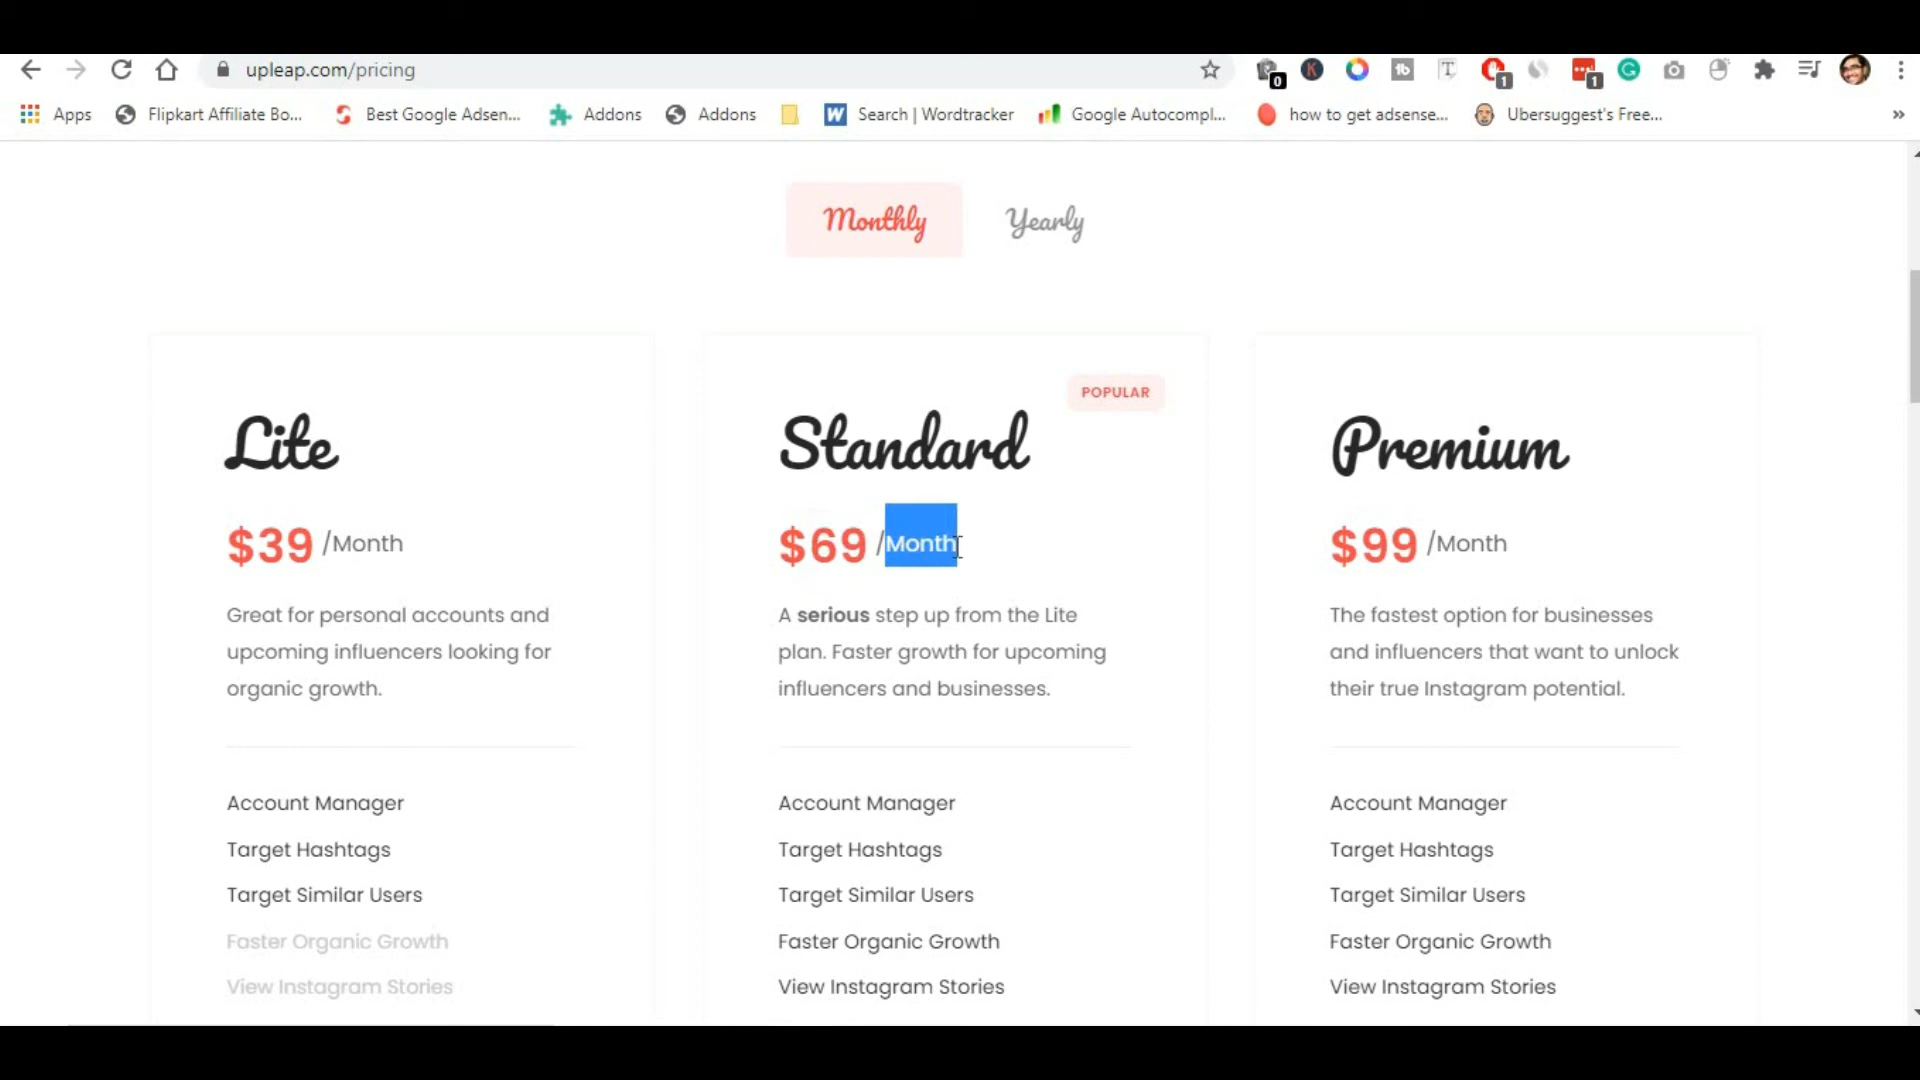 upleap.com/pricing
0
K
tb
T
1
1
G
Apps
Flipkart Affiliate Bo...
Best Google Adsen...
Addons
Addons
W
Search | Wordtracker
Google Autocompl...
how to get adsense...
Ubersuggest's Free...
»
Monthly
Yearly
POPULAR
Lite
Standard
Premium
$39 /Month
$69 /Month
$99 /Month
Great for personal accounts and
upcoming influencers looking for
organic growth.
A serious step up from the Lite
plan. Faster growth for upcoming
influencers and businesses.
The fastest option for businesses
and influencers that want to unlock
their true Instagram potential.
Account Manager
Target Hashtags
Target Similar Users
Faster Organic Growth
View Instagram Stories
Account Manager
Target Hashtags
Target Similar Users
Faster Organic Growth
View Instagram Stories
Account Manager
Target Hashtags
Target Similar Users
Faster Organic Growth
View Instagram Stories